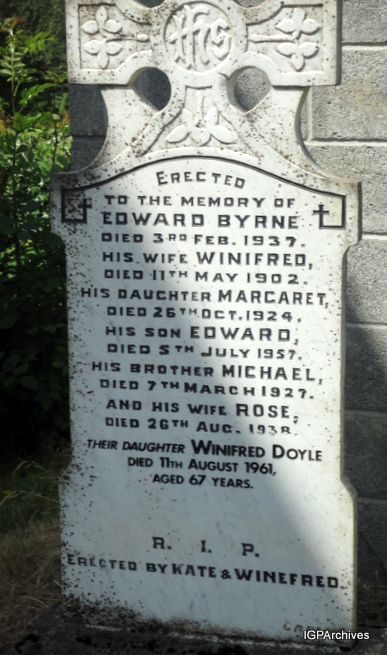 IHS
ERECTED
TO THE MEMORY OF
EDWARD BYRNE
DIED 3RD FEB. 1937.
HIS WIFE WINIFRED,
DIED 11TH MAY 1902.
HIS DAUGHTER MARGARET,
DIED 26TH OCT. 1924,
HIS SON EDWARD,
DIED 5TH JULY 1957.
HIS BROTHER MICHAEL,
DIED 7TH MARCH 1927.
AND HIS WIFE ROSE,
DIED 26TH AUG. 1938.
THEIR DAUGHTER WINIFRED DOYLE
DIED 11TH AUGUST 1961,
AGED 67 YEARS.
R. I. P.
ERECTED BY KATE & WINEFRED.
IGPArchives